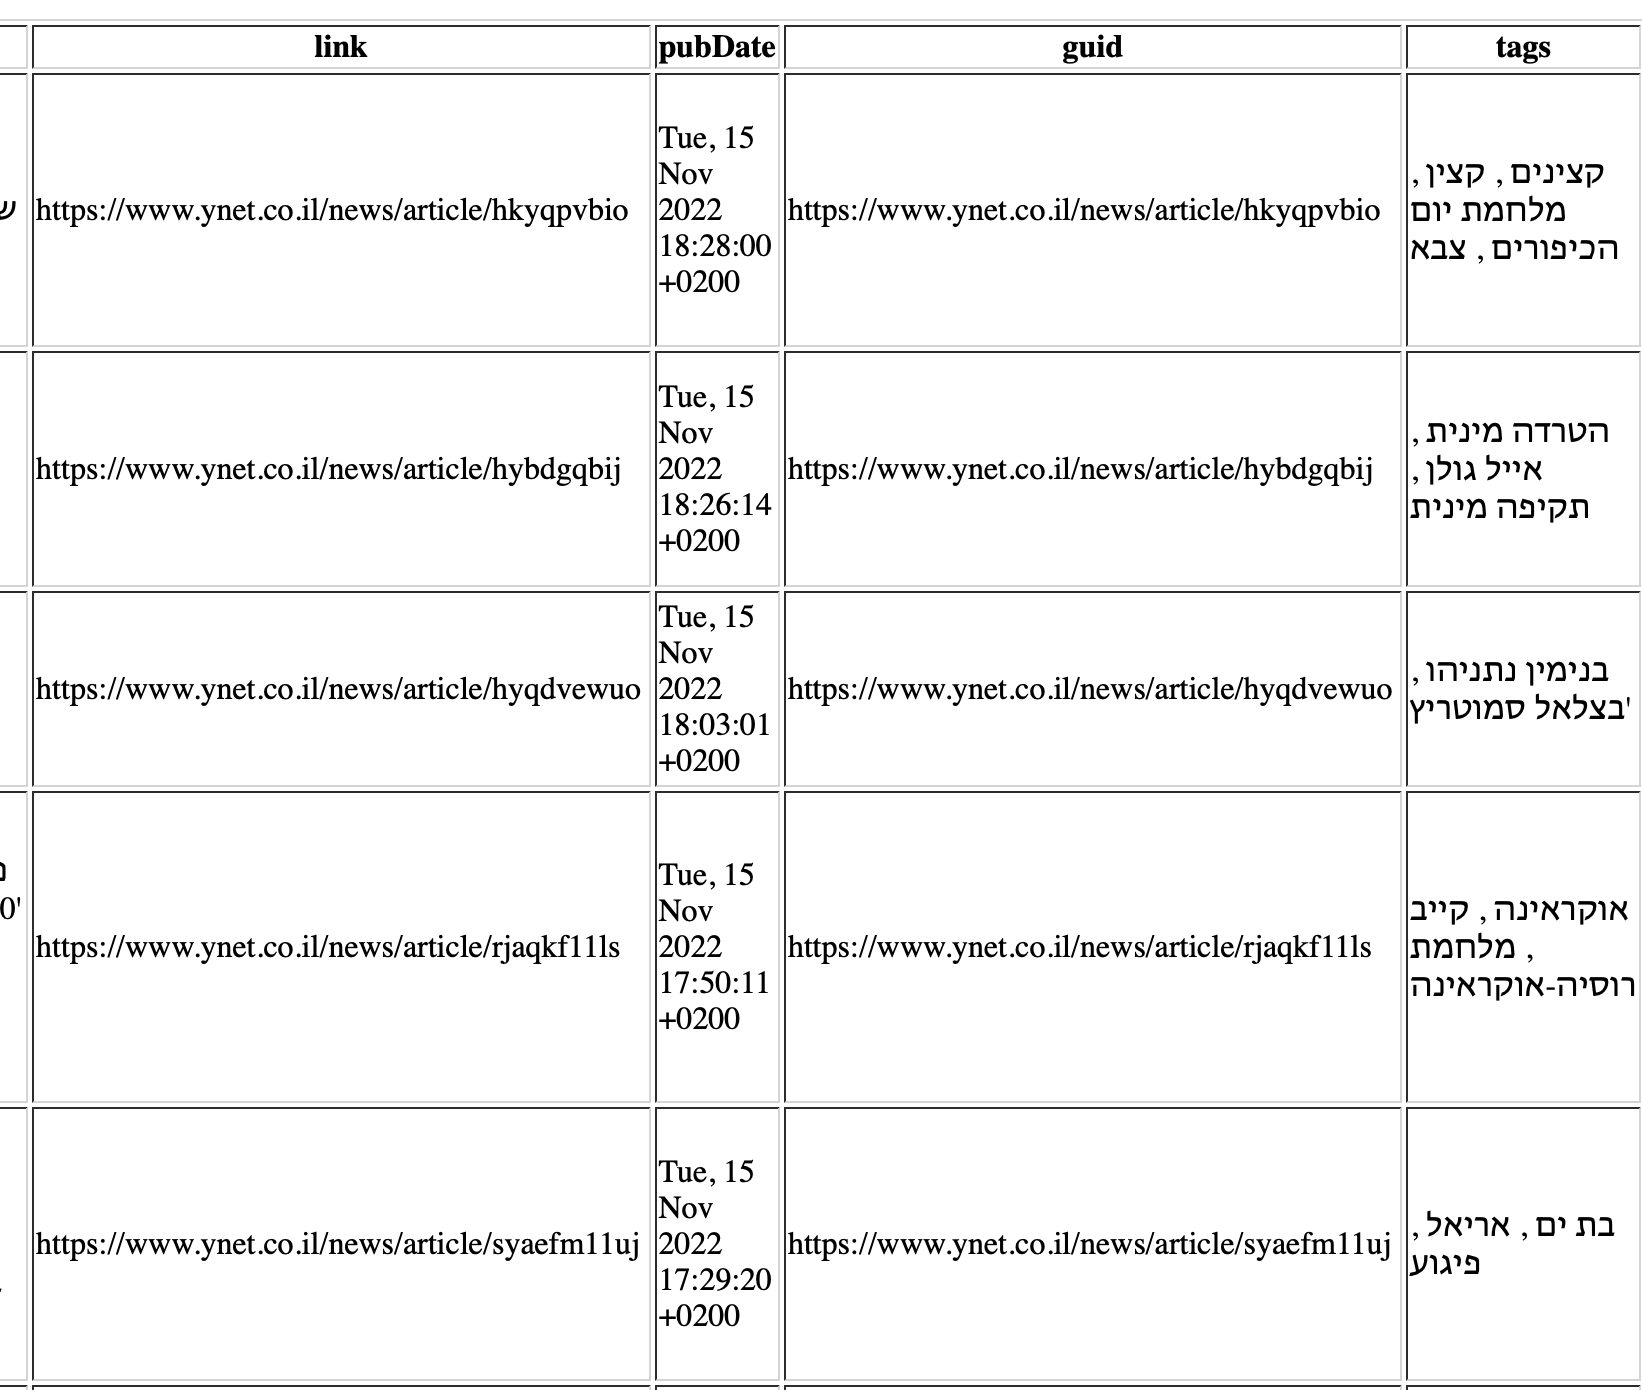 link
pubDate
guid
tags
ש
https://www.ynet.co.il/news/article/hkyqpvbio
Tue, 15
Nov
2022
18:28:00
+0200
https://www.ynet.co.il/news/article/hkyqpvbio
קצינים , קצין ,
מלחמת יום
הכיפורים , צבא
https://www.ynet.co.il/news/article/hybdgqbij
Tue, 15
Nov
2022
18:26:14
+0200
https://www.ynet.co.il/news/article/hybdgqbij
הטרדה מינית ,
אייל גולן ,
תקיפה מינית
https://www.ynet.co.il/news/article/hyqdvewuo
Tue, 15
Nov
2022
18:03:01
+0200
https://www.ynet.co.il/news/article/hyqdvewuo
בנימין נתניהו ,
בצלאל סמוטריץ'
0'
https://www.ynet.co.il/news/article/rjaqkf11ls
Tue, 15
Nov
2022
17:50:11
+0200
https://www.ynet.co.il/news/article/rjaqkf11ls
אוקראינה , קייב
, מלחמת
רוסיה-אוקראינה
https://www.ynet.co.il/news/article/syaefm11uj
Tue, 15
Nov
2022
17:29:20
+0200
https://www.ynet.co.il/news/article/syaefm11uj
בת ים , אריאל ,
פיגוע